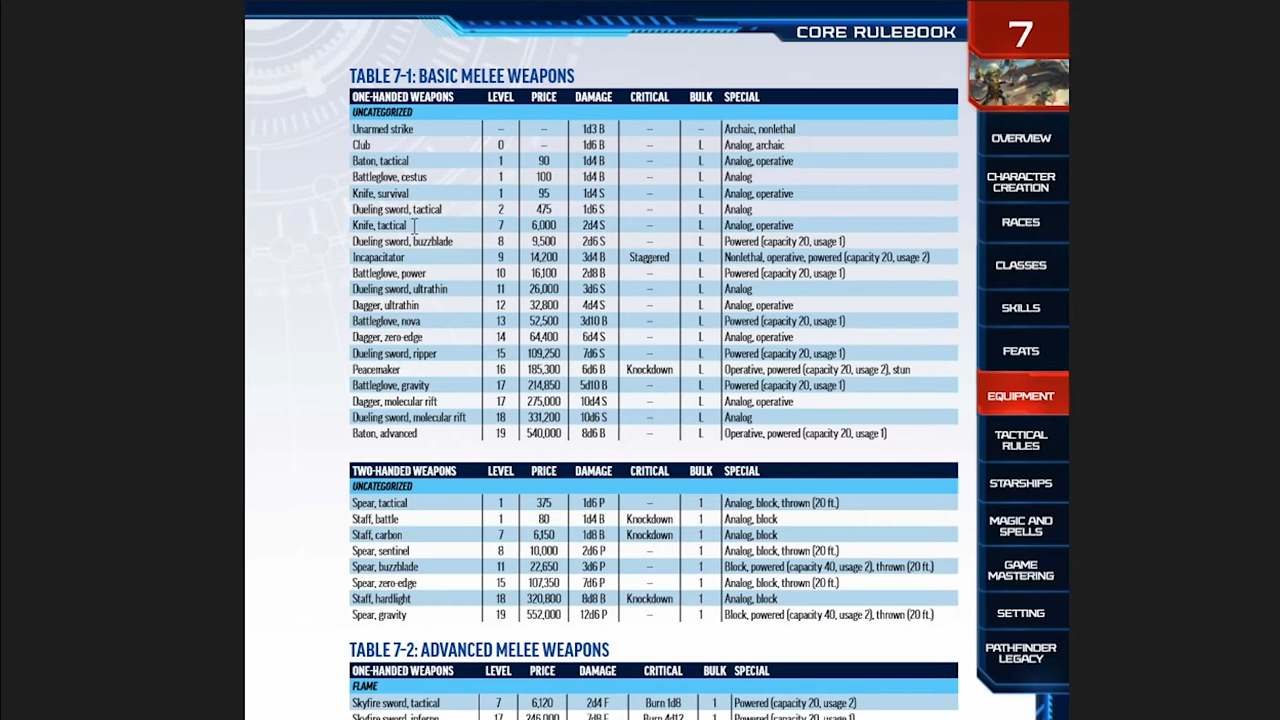 CORE RULEBOOK
7
TABLE 7-1: BASIC MELEE WEAPONS
ONE-HANDED WEAPONS LEVEL PRICE DAMAGE CRITICAL BULK SPECIAL
UNCATEGORIZED
Unarmed strike – – 1d3 B – – Archaic, nonlethal
Club 0 – 1d6 B – L Analog, archaic
Baton, tactical 1 90 1d4 B – L Analog, operative
Battleglove, cestus 1 100 1d4 B – L Analog
Knife, survival 1 95 1d4 S – L Analog, operative
Dueling sword, tactical 2 475 1d6 S – L Analog
Knife, tactical 7 6,000 2d4 S – L Analog, operative
Dueling sword, buzzblade 8 9,500 2d6 S – L Powered (capacity 20, usage 1)
Incapacitator 9 14,200 3d4 B Staggered L Nonlethal, operative, powered (capacity 20, usage 2)
Battleglove, power 10 16,100 2d8 B – L Powered (capacity 20, usage 1)
Dueling sword, ultrathin 11 26,000 3d6 S – L Analog
Dagger, ultrathin 12 32,800 4d4 S – L Analog, operative
Battleglove, nova 13 52,500 3d10 B – L Powered (capacity 20, usage 1)
Dagger, zero-edge 14 64,400 6d4 S – L Analog, operative
Dueling sword, ripper 15 109,250 7d6 S – L Powered (capacity 20, usage 1)
Peacemaker 16 185,300 6d6 B Knockdown L Operative, powered (capacity 20, usage 2), stun
Battleglove, gravity 17 214,850 5d10 B – L Powered (capacity 20, usage 1)
Dagger, molecular rift 17 275,000 10d4 S – L Analog, operative
Dueling sword, molecular rift 18 331,200 10d6 S – L Analog
Baton, advanced 19 540,000 8d6 B – L Operative, powered (capacity 20, usage 1)
TWO-HANDED WEAPONS LEVEL PRICE DAMAGE CRITICAL BULK SPECIAL
UNCATEGORIZED
Spear, tactical 1 375 1d6 P – 1 Analog, block, thrown (20 ft.)
Staff, battle 1 80 1d4 B Knockdown 1 Analog, block
Staff, carbon 7 6,150 1d8 B Knockdown 1 Analog, block
Spear, sentinel 8 10,000 2d6 P – 1 Analog, block, thrown (20 ft.)
Spear, buzzblade 11 22,650 3d6 P – 1 Block, powered (capacity 40, usage 2), thrown (20 ft.)
Spear, zero-edge 15 107,350 7d6 P – 1 Analog, block, thrown (20 ft.)
Staff, hardlight 18 320,800 8d8 B Knockdown 1 Analog, block
Spear, gravity 19 552,000 12d6 P – 1 Block, powered (capacity 40, usage 2), thrown (20 ft.)
TABLE 7-2: ADVANCED MELEE WEAPONS
ONE-HANDED WEAPONS LEVEL PRICE DAMAGE CRITICAL BULK SPECIAL
FLAME
Skyfire sword, tactical 7 6,120 2d4 F Burn 1d8 1 Powered (capacity 20, usage 2)
Skyfire sword, inferno 17 246,000 7d8 F Burn 4d12 1 Powered (capacity 20, usage 1)
OVERVIEW
CHARACTER
CREATION
RACES
CLASSES
SKILLS
FEATS
EQUIPMENT
TACTICAL
RULES
STARSHIPS
MAGIC AND
SPELLS
GAME
MASTERING
SETTING
PATHFINDER
LEGACY